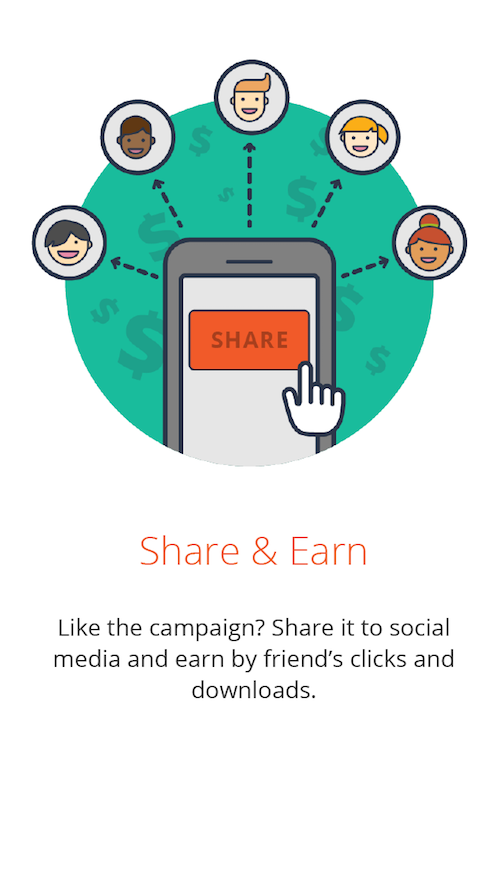 SHARE
Share & Earn
Like the campaign? Share it to social
media and earn by friend’s clicks and
downloads.